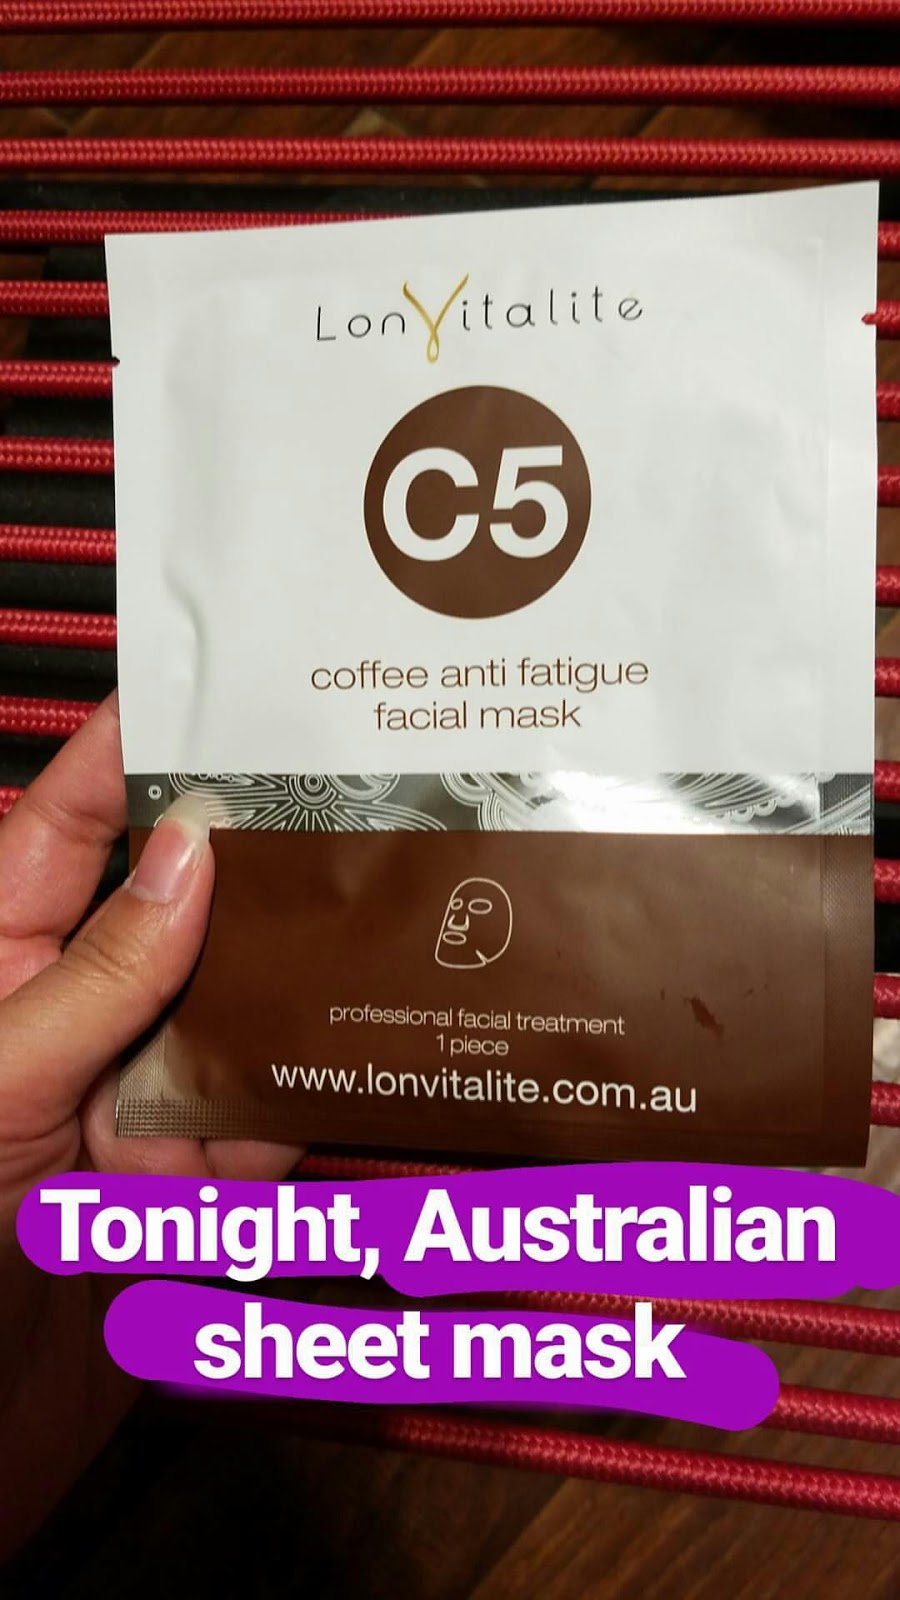 LonVitalite
C5
coffee anti fatigue
facial mask
professional facial treatment
1 piece
www.lonvitalite.com.au
Tonight, Australian
sheet mask